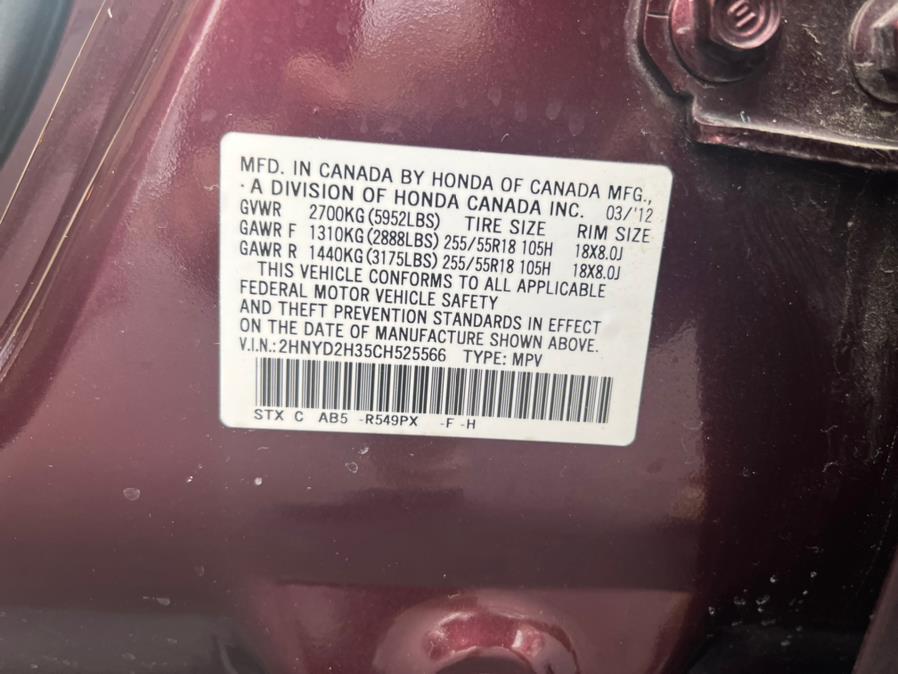 MFD. IN CANADA BY HONDA OF CANADA MFG.,
A DIVISION OF HONDA CANADA INC. 03/'12
GVWR 2700KG (5952LBS) TIRE SIZE RIM SIZE
GAWR F 1310KG (2888LBS) 255/55R18 105H 18X8.0J
GAWR R 1440KG (3175LBS) 255/55R18 105H 18X8.0J
THIS VEHICLE CONFORMS TO ALL APPLICABLE
FEDERAL MOTOR VEHICLE SAFETY
AND THEFT PREVENTION STANDARDS IN EFFECT
ON THE DATE OF MANUFACTURE SHOWN ABOVE.
V.I.N.:2HNYD2H35CH525566 TYPE: MPV
STX C AB5 -R549PX -F -H